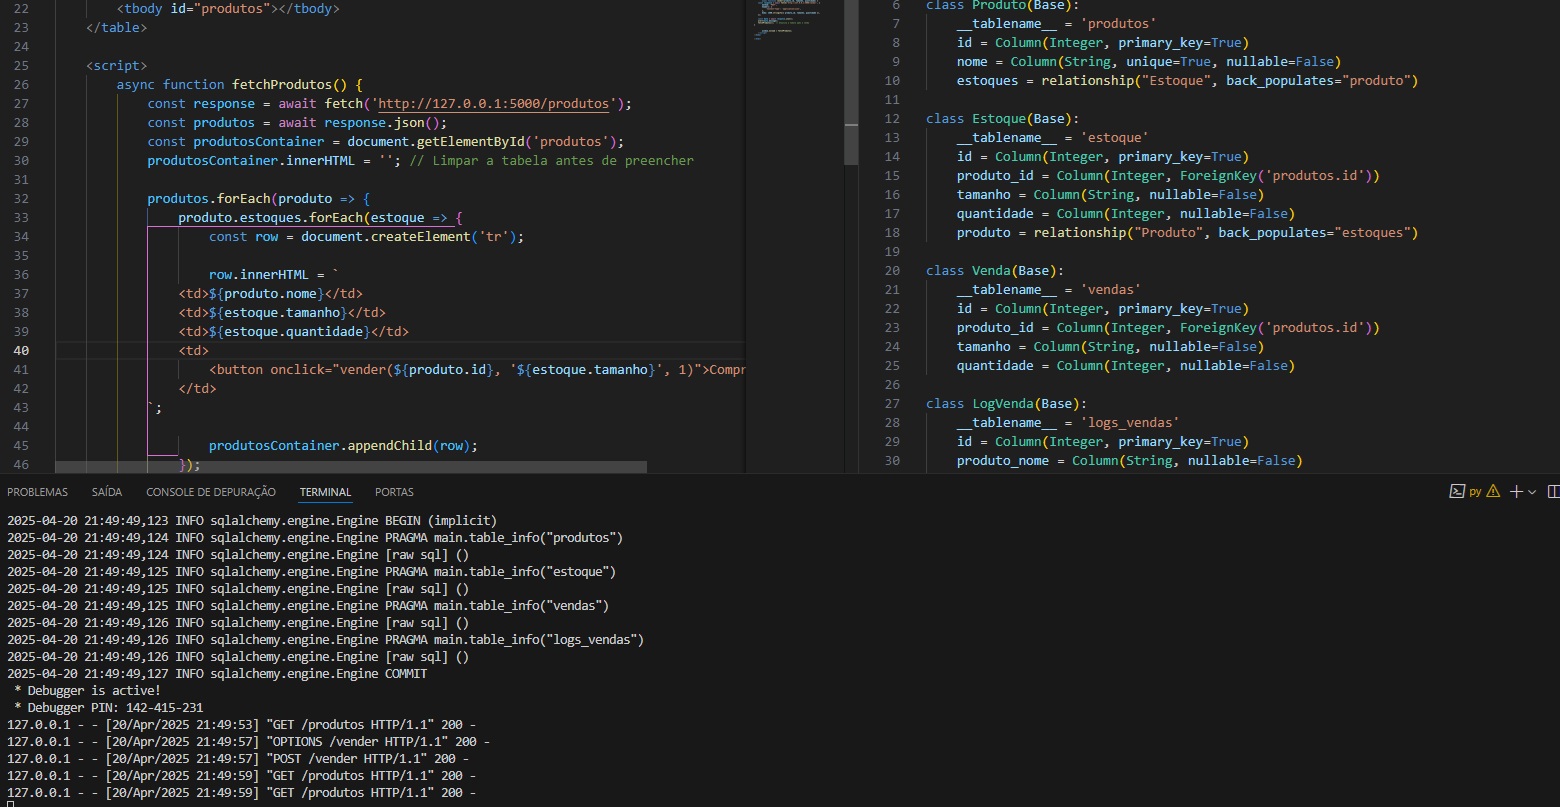 22 <tbody id="produtos"></tbody>
23 </table>
24
25 <script>
26 async function fetchProdutos() {
27 const response = await fetch('http://127.0.0.1:5000/produtos');
28 const produtos = await response.json();
29 const produtosContainer = document.getElementById('produtos');
30 produtosContainer.innerHTML = ''; // Limpar a tabela antes de preencher
31
32 produtos.forEach(produto => {
33 produto.estoques.forEach(estoque => {
34 const row = document.createElement('tr');
35
36 row.innerHTML = `
37 <td>${produto.nome}</td>
38 <td>${estoque.tamanho}</td>
39 <td>${estoque.quantidade}</td>
40 <td>
41 <button onclick="vender(${produto.id}, '${estoque.tamanho}', 1)">Compr
42 </td>
43 `;
44
45 produtosContainer.appendChild(row);
46 });
6 class Produto(Base):
7 __tablename__ = 'produtos'
8 id = Column(Integer, primary_key=True)
9 nome = Column(String, unique=True, nullable=False)
10 estoques = relationship("Estoque", back_populates="produto")
11
12 class Estoque(Base):
13 __tablename__ = 'estoque'
14 id = Column(Integer, primary_key=True)
15 produto_id = Column(Integer, ForeignKey('produtos.id'))
16 tamanho = Column(String, nullable=False)
17 quantidade = Column(Integer, nullable=False)
18 produto = relationship("Produto", back_populates="estoques")
19
20 class Venda(Base):
21 __tablename__ = 'vendas'
22 id = Column(Integer, primary_key=True)
23 produto_id = Column(Integer, ForeignKey('produtos.id'))
24 tamanho = Column(String, nullable=False)
25 quantidade = Column(Integer, nullable=False)
26
27 class LogVenda(Base):
28 __tablename__ = 'logs_vendas'
29 id = Column(Integer, primary_key=True)
30 produto_nome = Column(String, nullable=False)
PROBLEMAS SAÍDA CONSOLE DE DEPURAÇÃO TERMINAL PORTAS py
2025-04-20 21:49:49,123 INFO sqlalchemy.engine.Engine BEGIN (implicit)
2025-04-20 21:49:49,124 INFO sqlalchemy.engine.Engine PRAGMA main.table_info("produtos")
2025-04-20 21:49:49,124 INFO sqlalchemy.engine.Engine [raw sql] ()
2025-04-20 21:49:49,125 INFO sqlalchemy.engine.Engine PRAGMA main.table_info("estoque")
2025-04-20 21:49:49,125 INFO sqlalchemy.engine.Engine [raw sql] ()
2025-04-20 21:49:49,125 INFO sqlalchemy.engine.Engine PRAGMA main.table_info("vendas")
2025-04-20 21:49:49,126 INFO sqlalchemy.engine.Engine [raw sql] ()
2025-04-20 21:49:49,126 INFO sqlalchemy.engine.Engine PRAGMA main.table_info("logs_vendas")
2025-04-20 21:49:49,126 INFO sqlalchemy.engine.Engine [raw sql] ()
2025-04-20 21:49:49,127 INFO sqlalchemy.engine.Engine COMMIT
* Debugger is active!
* Debugger PIN: 142-415-231
127.0.0.1 - - [20/Apr/2025 21:49:53] "GET /produtos HTTP/1.1" 200 -
127.0.0.1 - - [20/Apr/2025 21:49:57] "OPTIONS /vender HTTP/1.1" 200 -
127.0.0.1 - - [20/Apr/2025 21:49:57] "POST /vender HTTP/1.1" 200 -
127.0.0.1 - - [20/Apr/2025 21:49:59] "GET /produtos HTTP/1.1" 200 -
127.0.0.1 - - [20/Apr/2025 21:49:59] "GET /produtos HTTP/1.1" 200 -